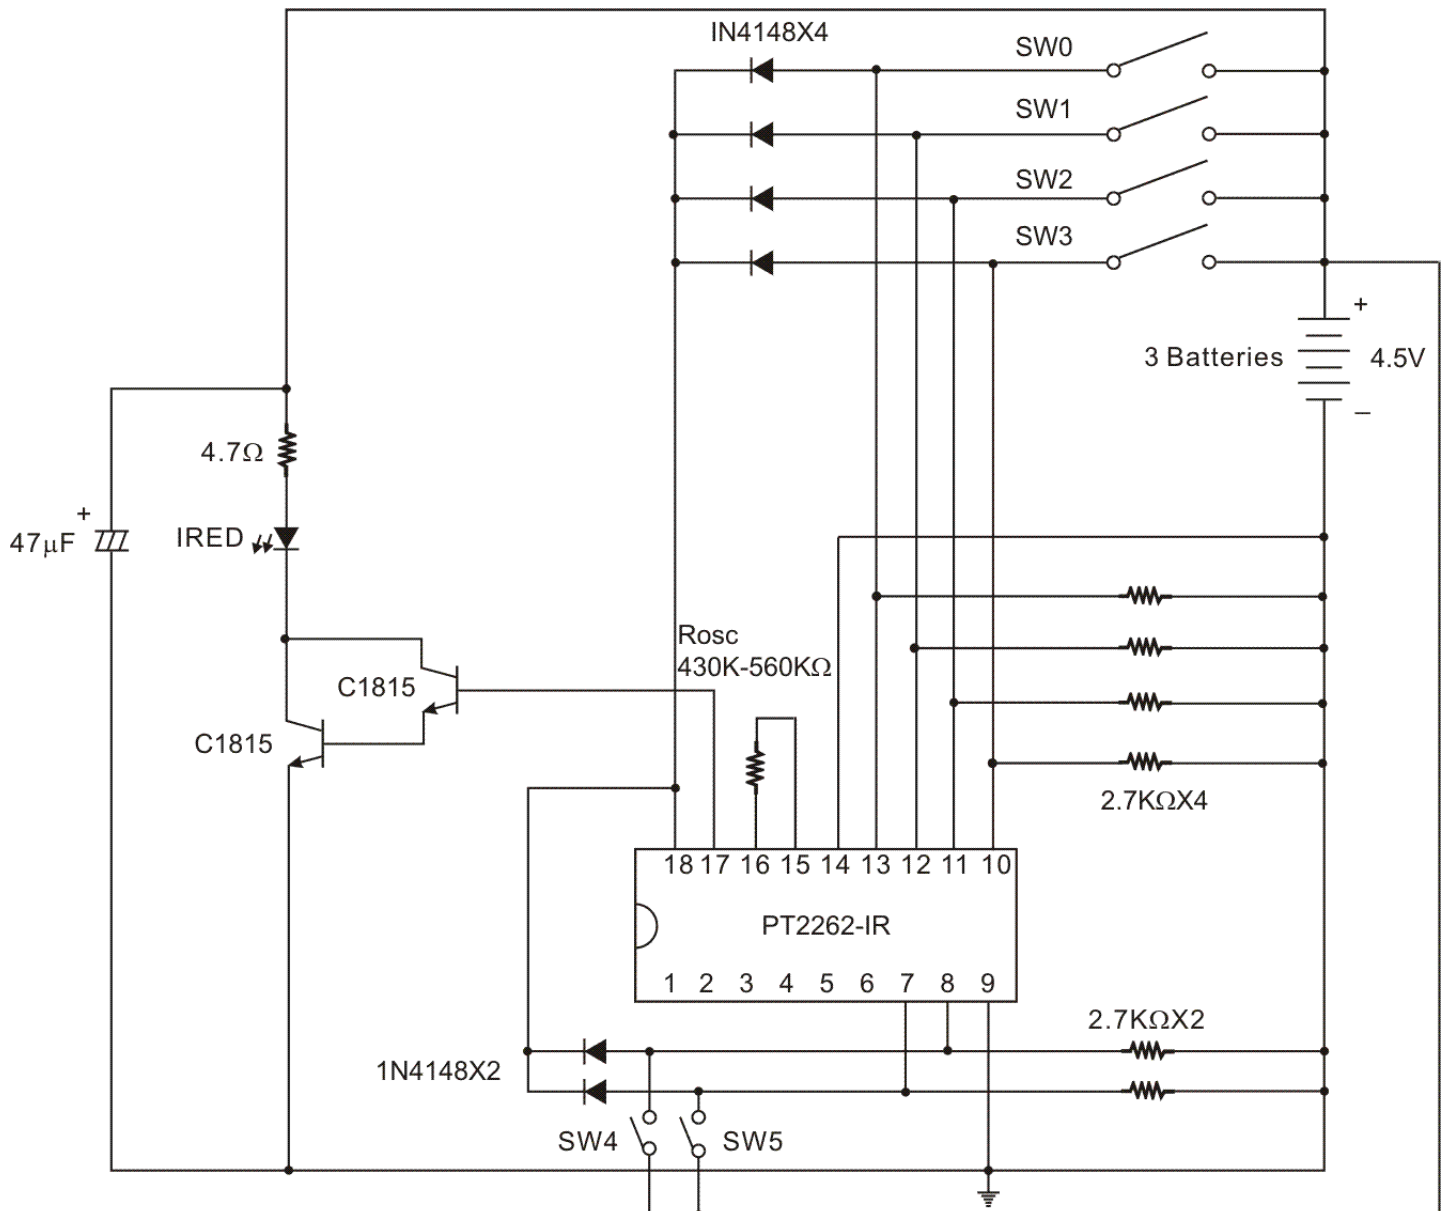 IN4148X4
SW0
SW1
SW2
SW3
+
3 Batteries
4.5V
–
4.7Ω
+
47μF
IRED
Rosc
430K-560KΩ
C1815
C1815
2.7KΩX4
18 17 16 15 14 13 12 11 10
PT2262-IR
1 2 3 4 5 6 7 8 9
2.7KΩX2
1N4148X2
SW4
SW5